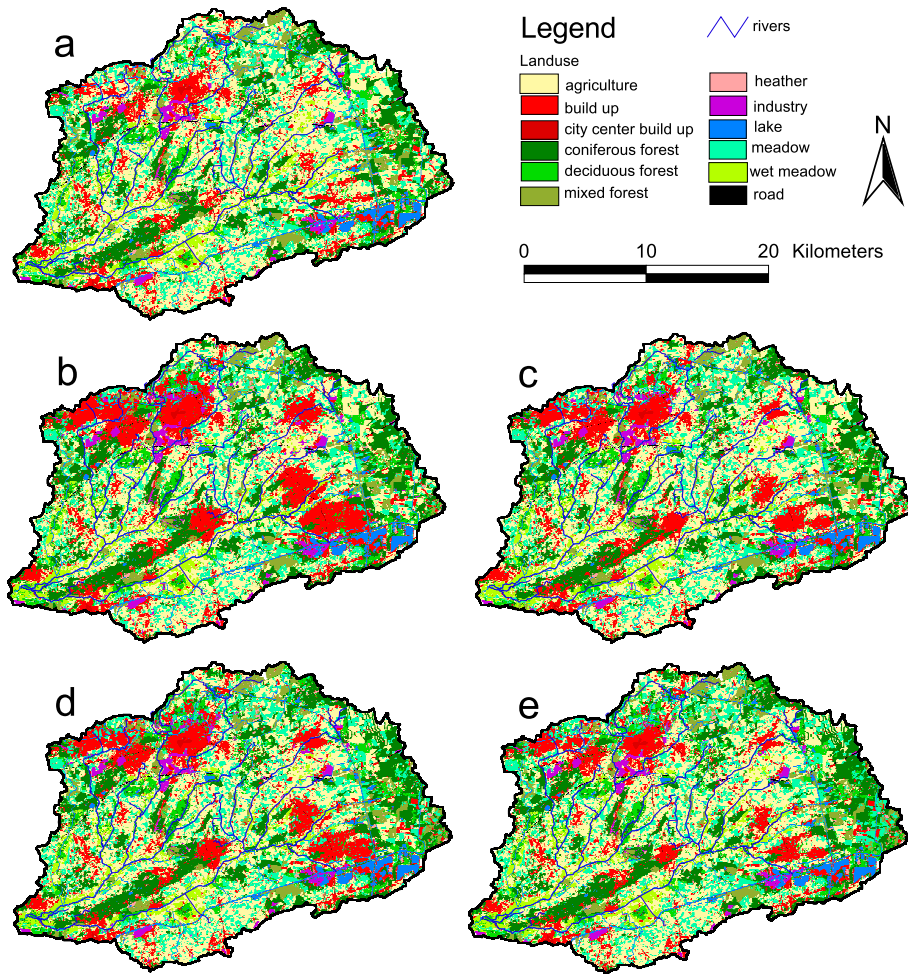 a
Legend
rivers
Landuse
agriculture
build up
city center build up
coniferous forest
deciduous forest
mixed forest
heather
industry
lake
meadow
wet meadow
road
N
0 10 20 Kilometers
b
c
d
e